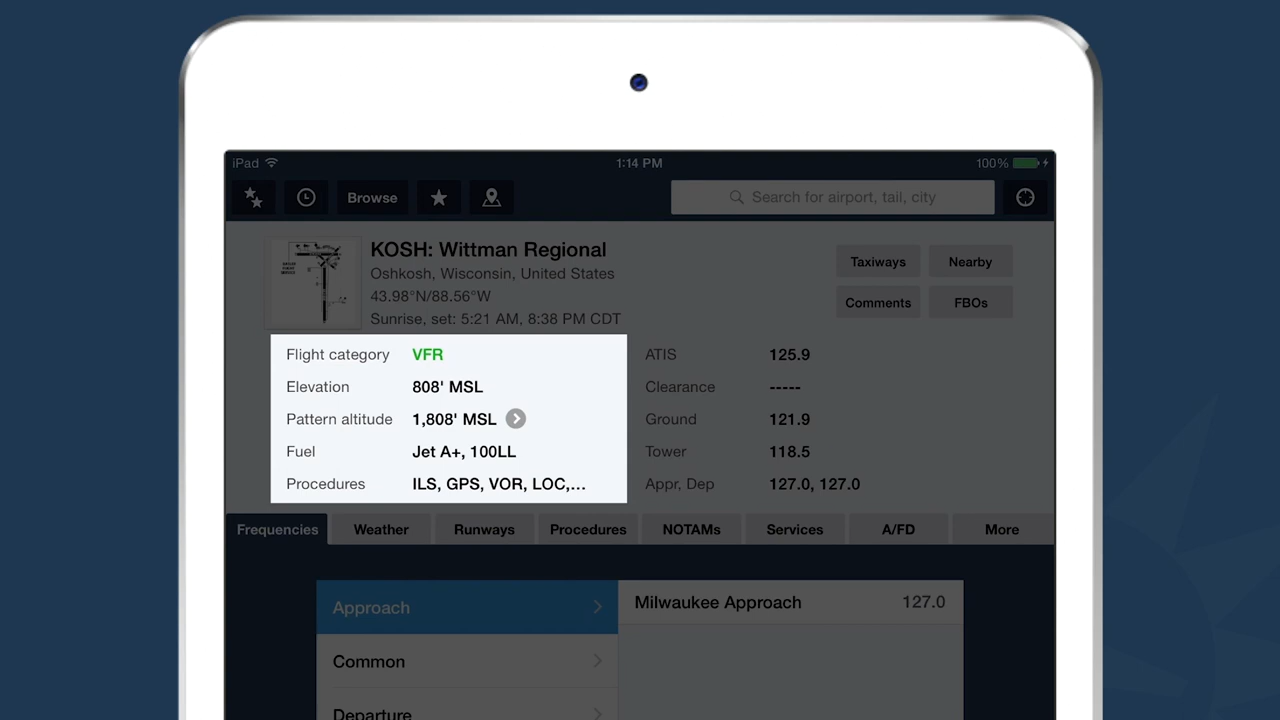 iPad 1:14 PM 100%
Browse Search for airport, tail, city
KOSH: Wittman Regional
Oshkosh, Wisconsin, United States
43.98°N/88.56°W
Sunrise, set: 5:21 AM, 8:38 PM CDT
Taxiways Nearby
Comments FBOs
Flight category VFR
Elevation 808' MSL
Pattern altitude 1,808' MSL
Fuel Jet A+, 100LL
Procedures ILS, GPS, VOR, LOC,...
ATIS 125.9
Clearance -----
Ground 121.9
Tower 118.5
Appr, Dep 127.0, 127.0
Frequencies Weather Runways Procedures NOTAMs Services A/FD More
Approach
Common
Departure
Milwaukee Approach 127.0